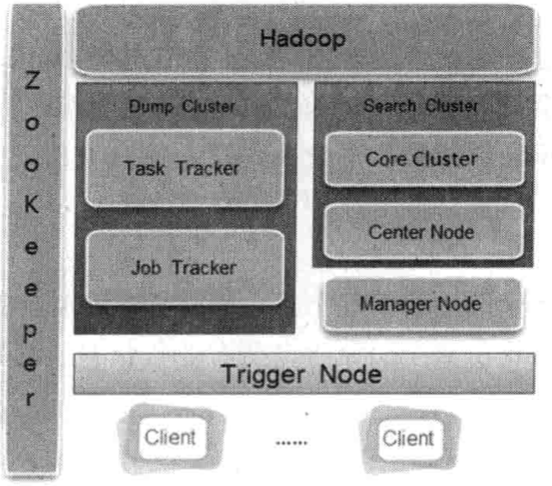 ZooKeeper
Hadoop
Dump Cluster
Task Tracker
Job Tracker
Search Cluster
Core Cluster
Center Node
Manager Node
Trigger Node
Client
......
Client